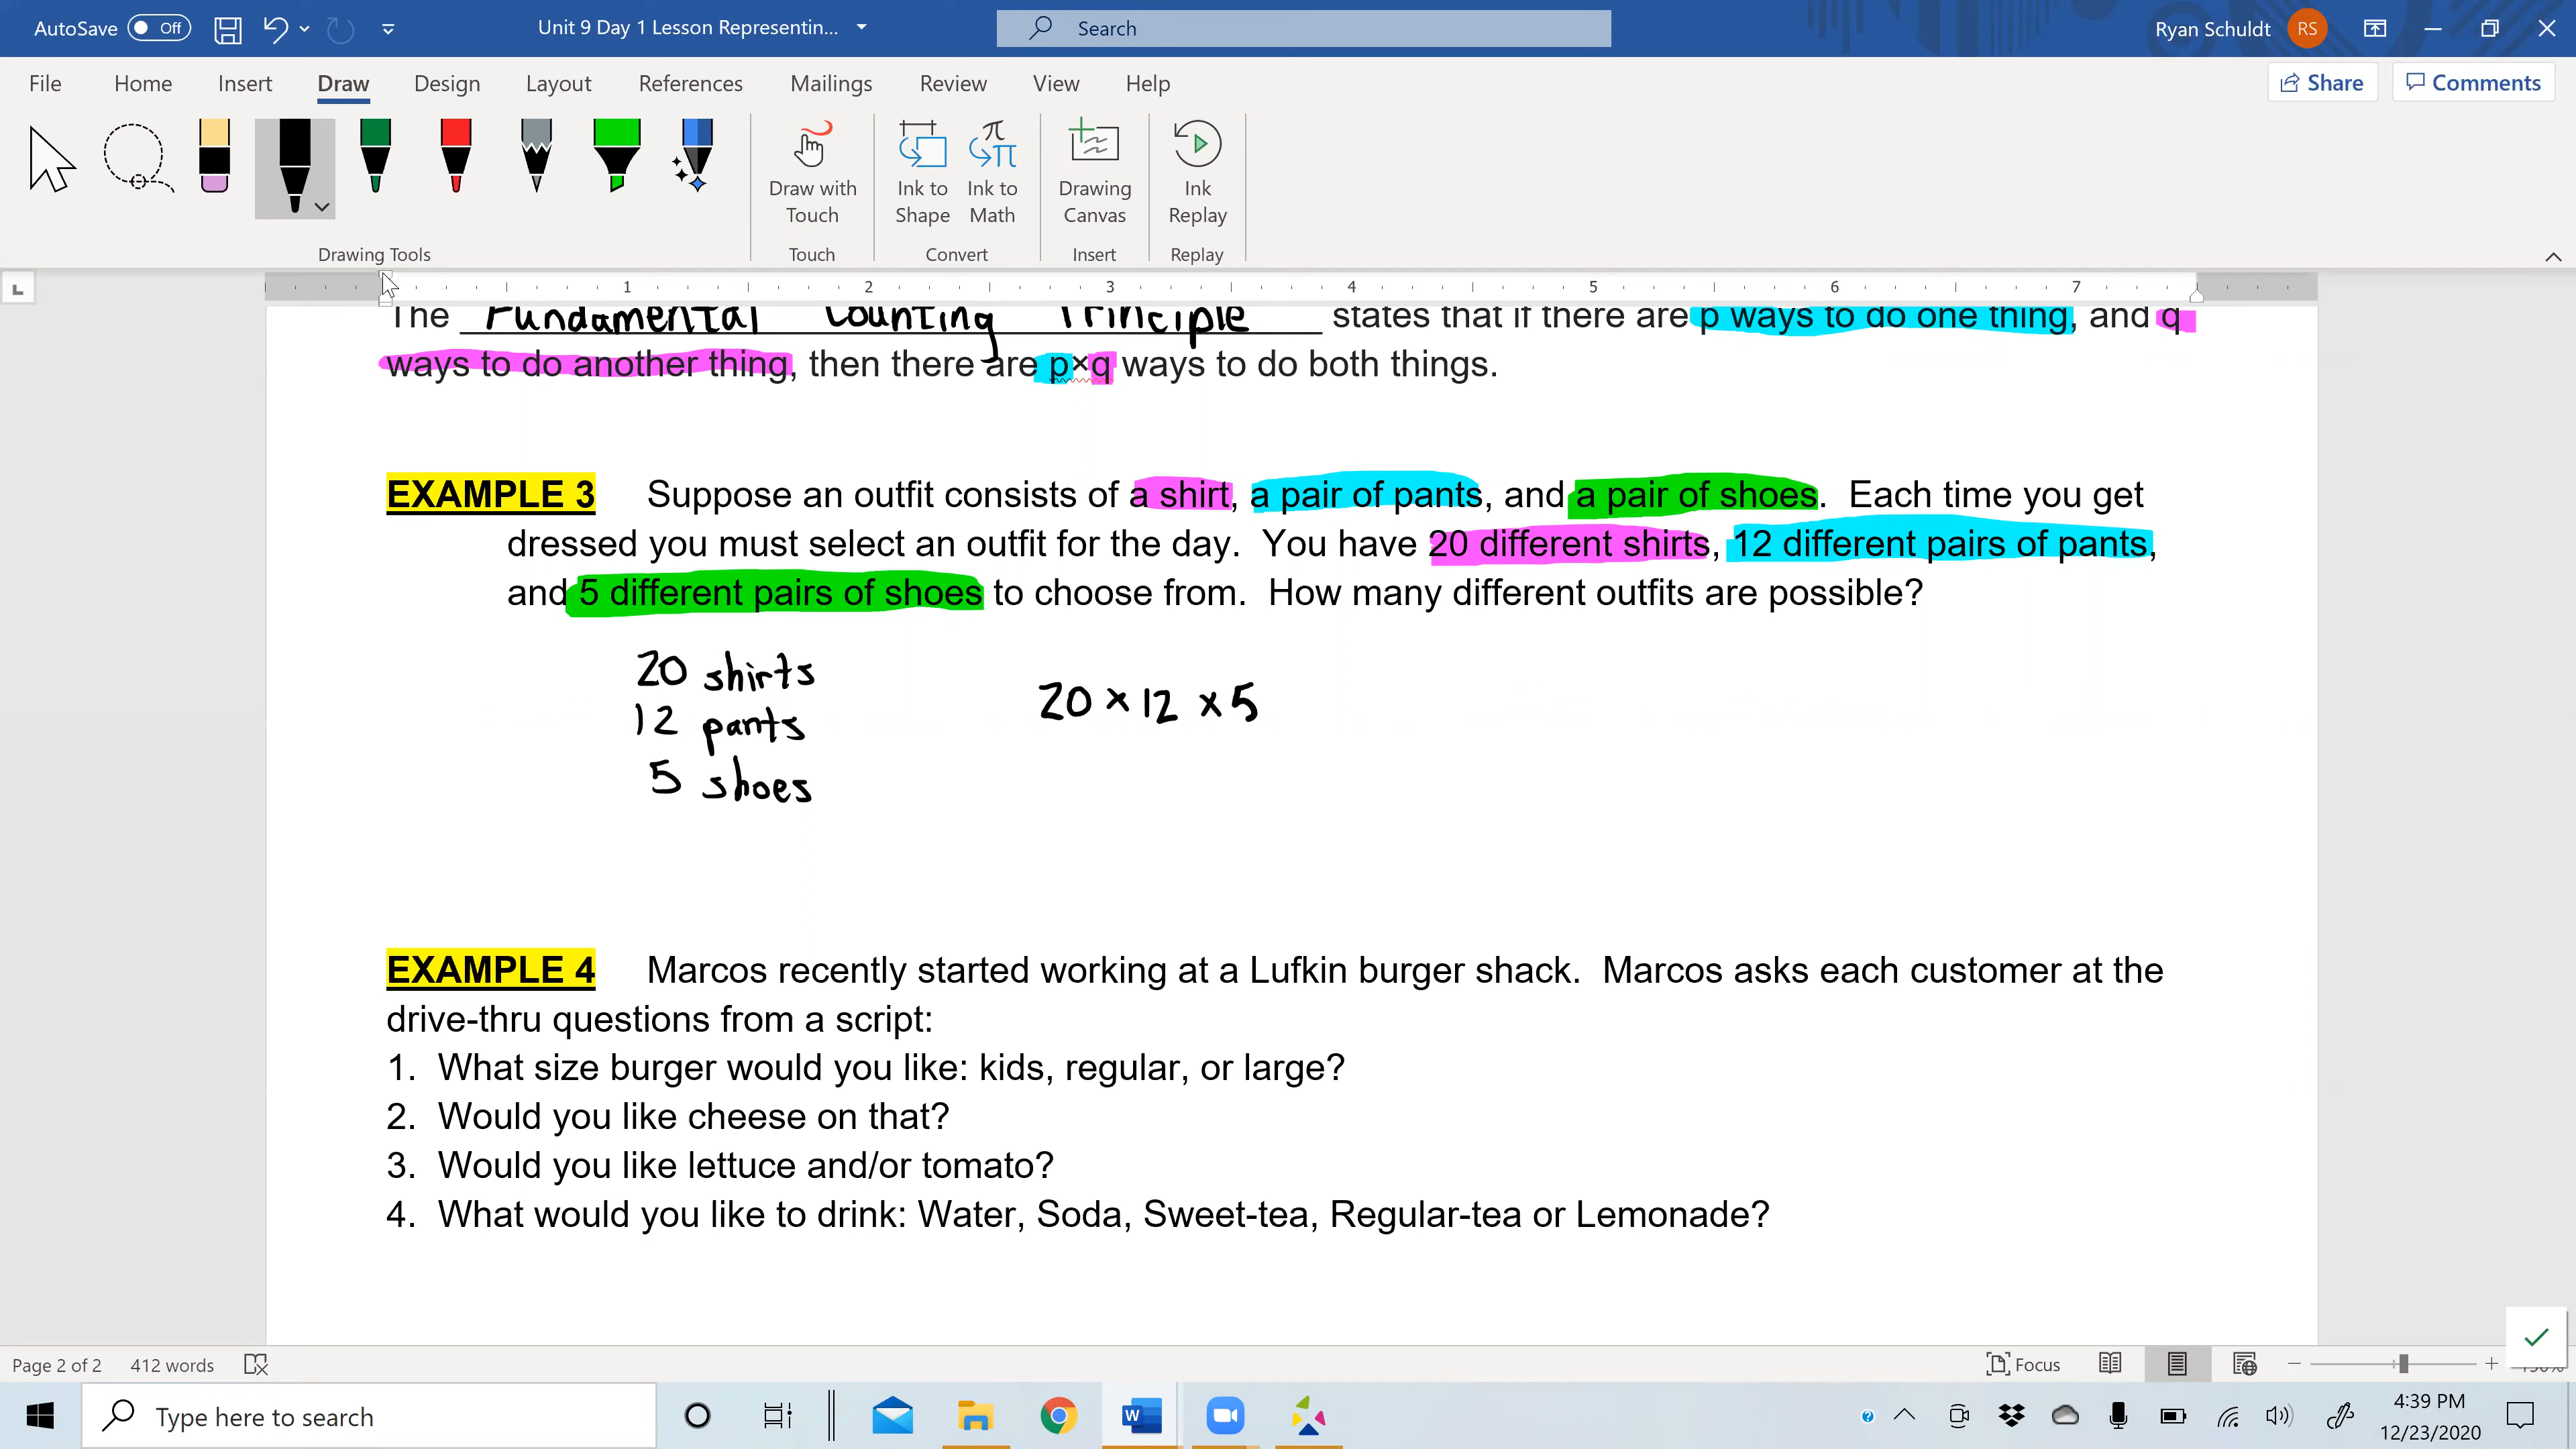 AutoSave Off Unit 9 Day 1 Lesson Representin... Search Ryan Schuldt RS
File Home Insert Draw Design Layout References Mailings Review View Help Share Comments
Draw with Touch Ink to Shape Ink to Math Drawing Canvas Ink Replay
Drawing Tools Touch Convert Insert Replay
1 2 3 4 5 6 7
The Fundamental Counting Principle states that if there are p ways to do one thing, and q
ways to do another thing, then there are p×q ways to do both things.
EXAMPLE 3 Suppose an outfit consists of a shirt, a pair of pants, and a pair of shoes. Each time you get
dressed you must select an outfit for the day. You have 20 different shirts, 12 different pairs of pants,
and 5 different pairs of shoes to choose from. How many different outfits are possible?
20 shirts
12 pants
5 shoes
20 × 12 × 5
EXAMPLE 4 Marcos recently started working at a Lufkin burger shack. Marcos asks each customer at the
drive-thru questions from a script:
1. What size burger would you like: kids, regular, or large?
2. Would you like cheese on that?
3. Would you like lettuce and/or tomato?
4. What would you like to drink: Water, Soda, Sweet-tea, Regular-tea or Lemonade?
Page 2 of 2 412 words Focus
Type here to search
4:39 PM
12/23/2020